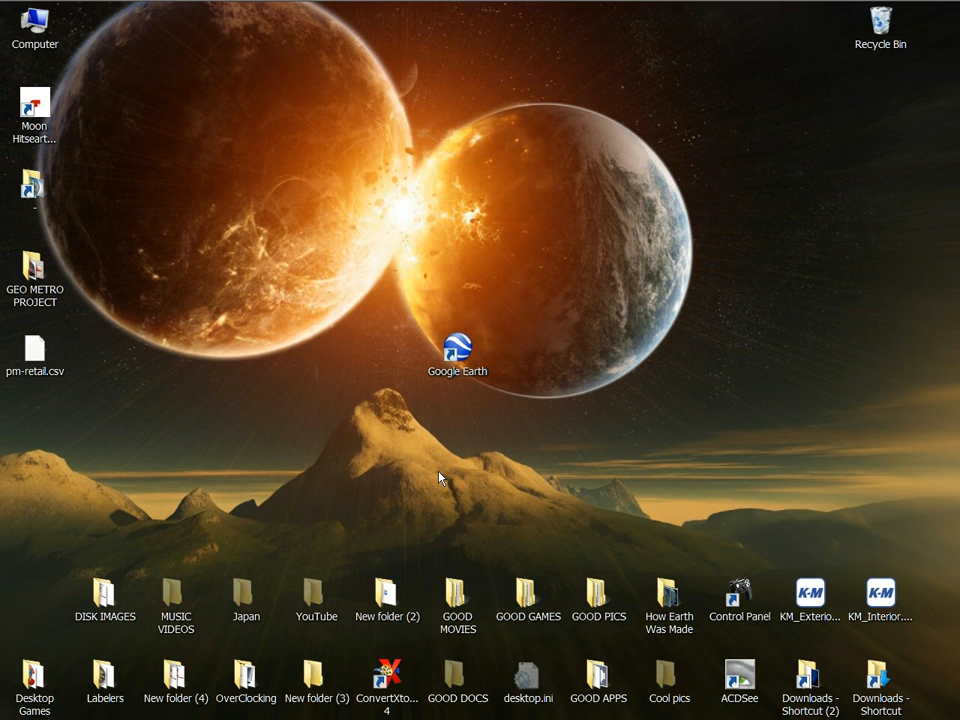 Computer
Recycle Bin
Moon
Hitseart...
-
GEO METRO
PROJECT
pm-retail.csv
Google Earth
DISK IMAGES
MUSIC
VIDEOS
Japan
YouTube
New folder (2)
GOOD
MOVIES
GOOD GAMES
GOOD PICS
How Earth
Was Made
Control Panel
K-M
KM_Exterio...
K-M
KM_Interior....
Desktop
Games
Labelers
New folder (4)
OverClocking
New folder (3)
ConvertXto...
4
GOOD DOCS
desktop.ini
GOOD APPS
Cool pics
ACDSee
Downloads -
Shortcut (2)
Downloads -
Shortcut